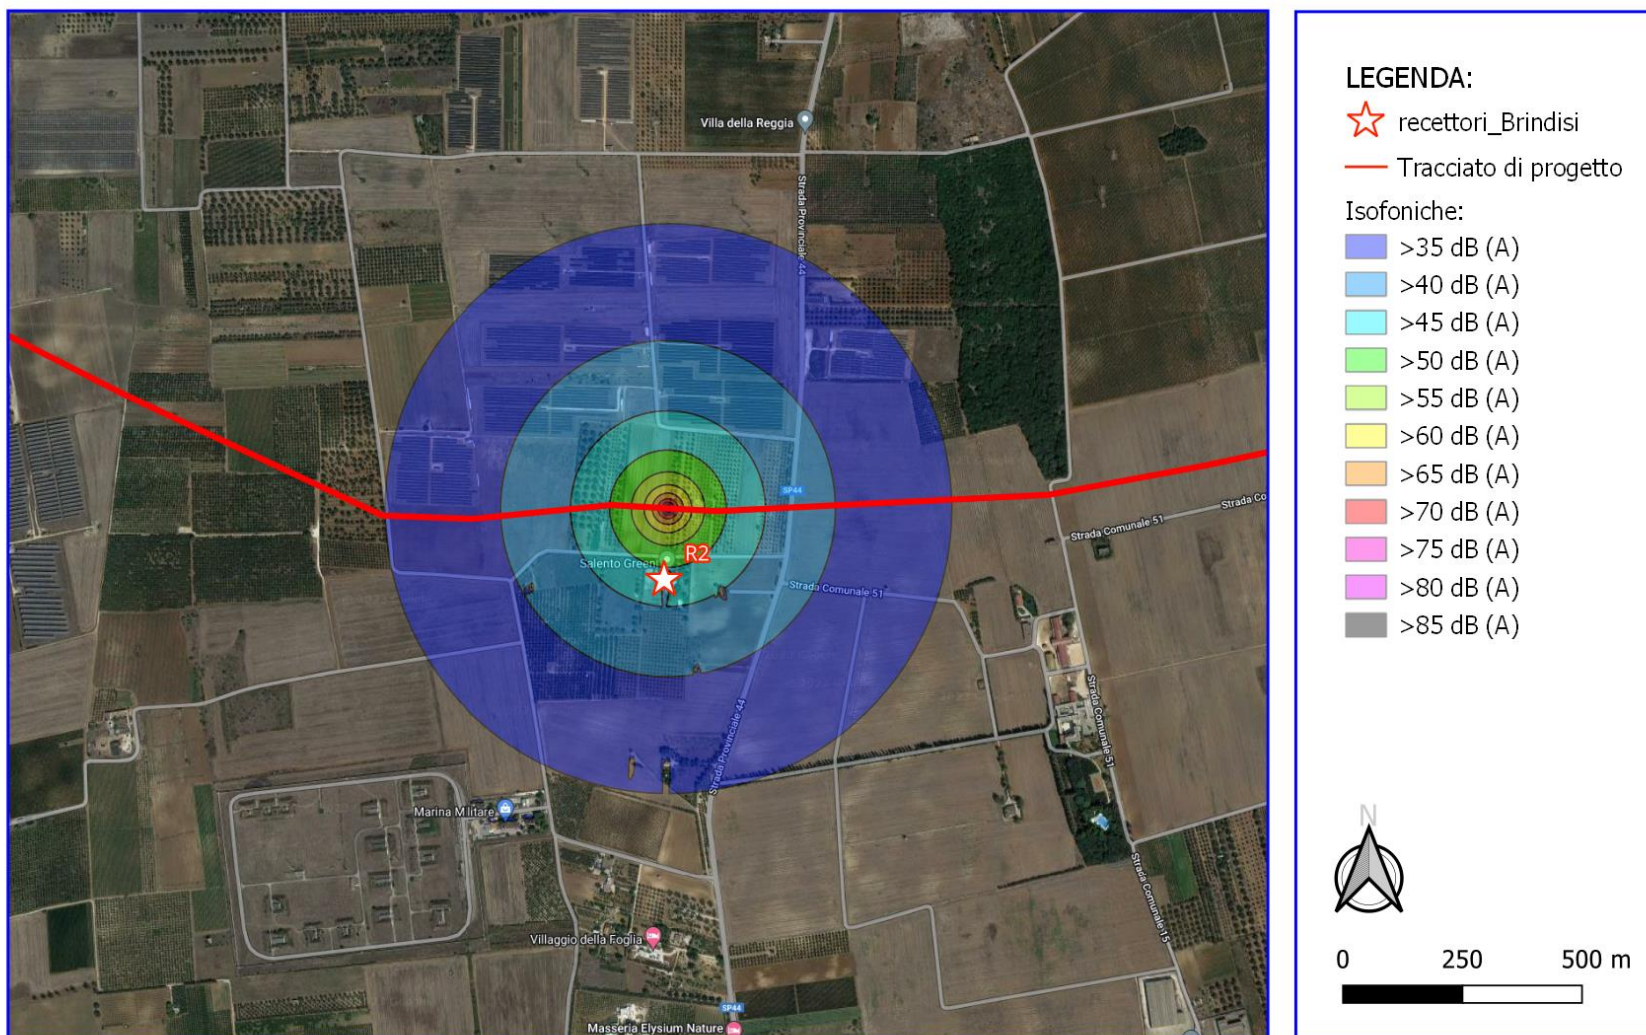 Villa della Reggia
Strada Provinciale 44
SP44
Strada Co
Strada Comunale 51
R2
Salento Green
Strada Comunale 51
Strada Provinciale 44
Strada Comunale 51
Marina Militare
Strada Comunale 15
Villaggio della Foglia
SP44
Masseria Elysium Nature
LEGENDA:
recettori_Brindisi
Tracciato di progetto
Isofoniche:
>35 dB (A)
>40 dB (A)
>45 dB (A)
>50 dB (A)
>55 dB (A)
>60 dB (A)
>65 dB (A)
>70 dB (A)
>75 dB (A)
>80 dB (A)
>85 dB (A)
N
0 250 500 m